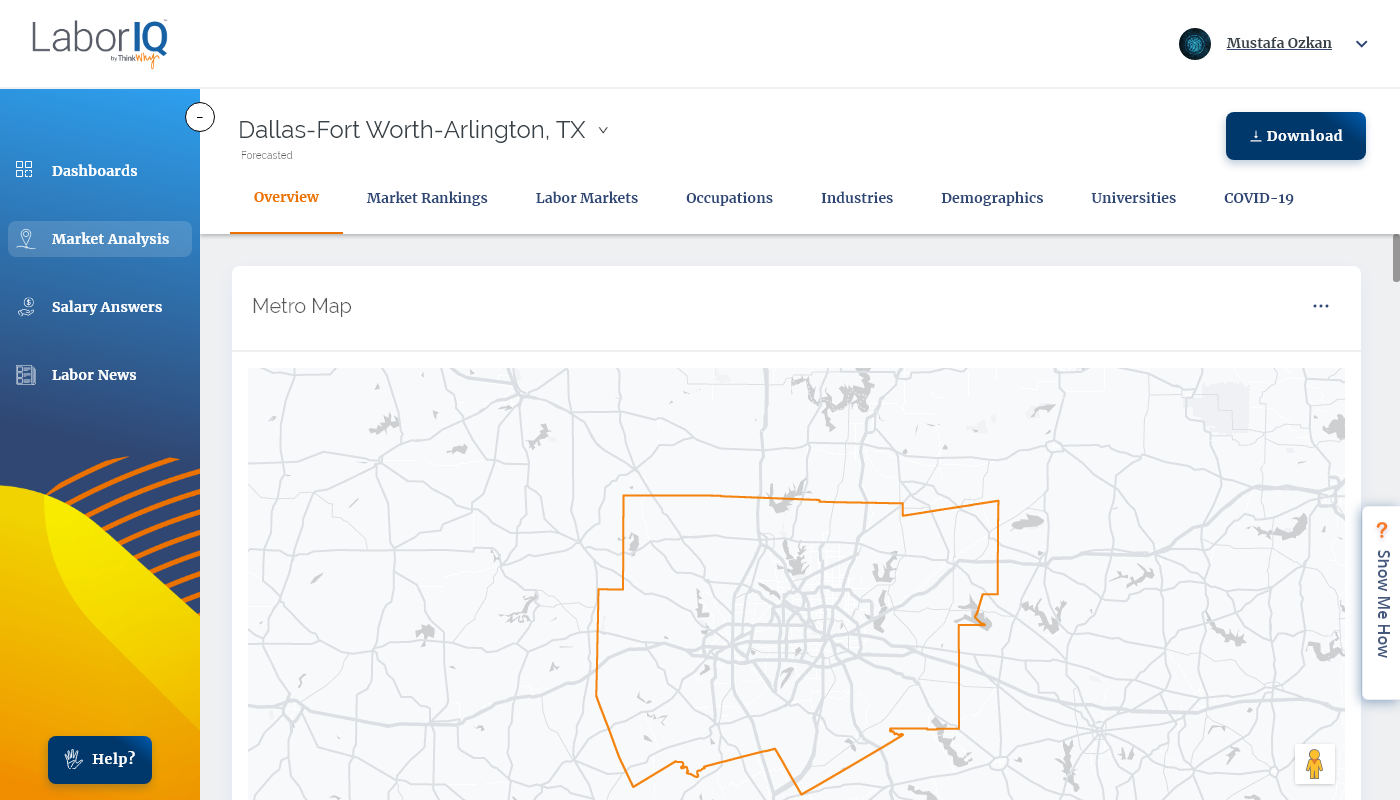 LaborIQ
by ThinkWhy
Mustafa Ozkan
-
Dallas-Fort Worth-Arlington, TX
Forecasted
Download
Overview
Market Rankings
Labor Markets
Occupations
Industries
Demographics
Universities
COVID-19
Dashboards
Market Analysis
Salary Answers
Labor News
Metro Map
...
? Show Me How
Help?